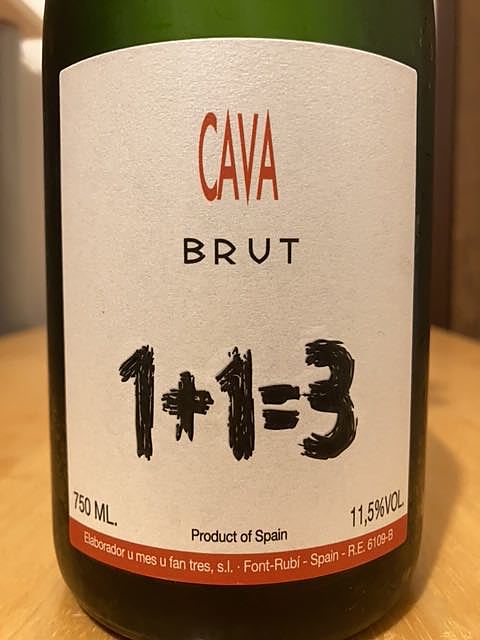 CAVA
BRUT
1+1=3
750 ML.
11,5%VOL.
Product of Spain
Elaborador u mes u fan tres, s.l. · Font-Rubí - Spain - R.E. 6109-B